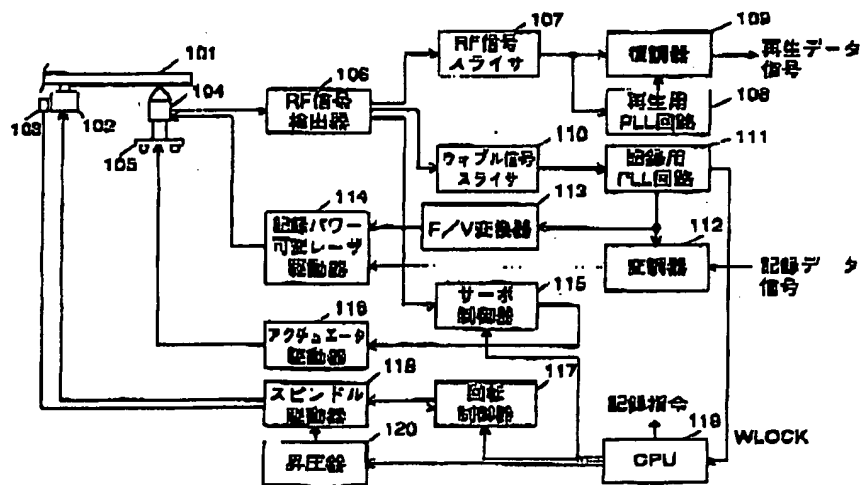 101
103
102
104
105
106
RF信号
検出器
107
RF信号
スライサ
109
復調器
再生データ
信号
108
再生用
PLL回路
110
ウォブル信号
スライサ
111
記録用
PLL回路
113
F/V変換器
114
記録パワー
可変レーザ
駆動器
112
変調器
記録データ
信号
115
サーボ
制御器
116
アクチュエータ
駆動器
118
スピンドル
駆動器
117
回転
制御器
記録指令
WLOCK
119
CPU
120
昇圧器